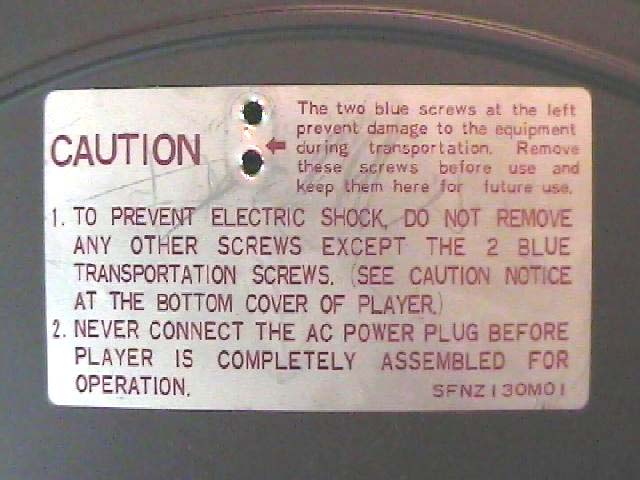 CAUTION
The two blue screws at the left
prevent damage to the equipment
during transportation. Remove
these screws before use and
keep them here for future use.
1. TO PREVENT ELECTRIC SHOCK, DO NOT REMOVE
ANY OTHER SCREWS EXCEPT THE 2 BLUE
TRANSPORTATION SCREWS. (SEE CAUTION NOTICE
AT THE BOTTOM COVER OF PLAYER.)
2. NEVER CONNECT THE AC POWER PLUG BEFORE
PLAYER IS COMPLETELY ASSEMBLED FOR
OPERATION.
SFNZ130M01